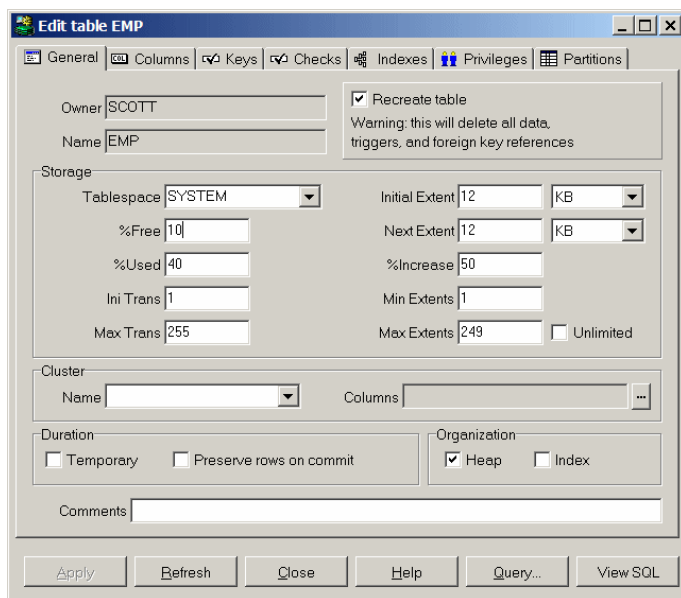 Edit table EMP
General Columns Keys Checks Indexes Privileges Partitions
Owner SCOTT
Name EMP
Recreate table
Warning: this will delete all data,
triggers, and foreign key references
Storage
Tablespace SYSTEM
Initial Extent 12 KB
%Free 10
Next Extent 12 KB
%Used 40
%Increase 50
Ini Trans 1
Min Extents 1
Max Trans 255
Max Extents 249 Unlimited
Cluster
Name
Columns ...
Duration
Temporary Preserve rows on commit
Organization
Heap Index
Comments
Apply Refresh Close Help Query... View SQL